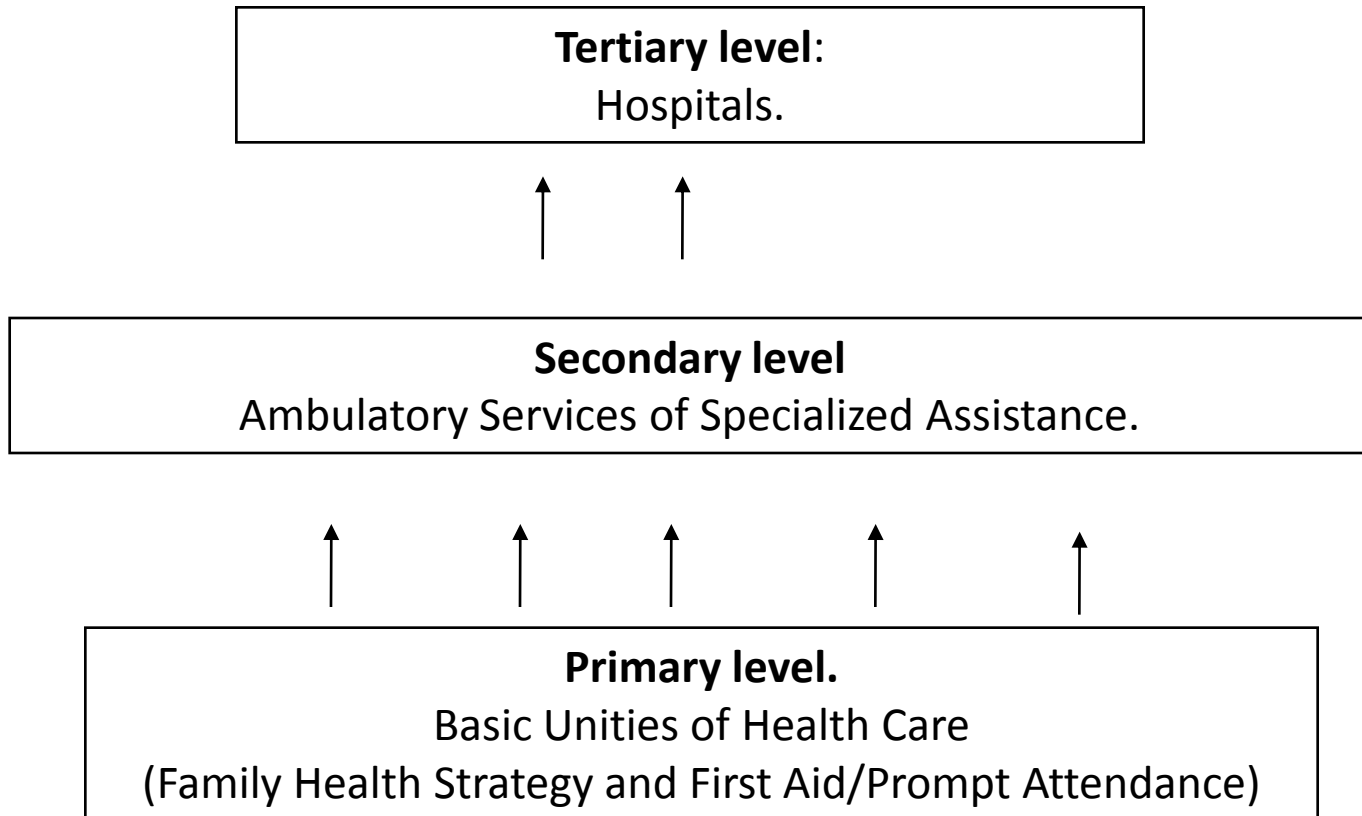 Tertiary level:
Hospitals.
Secondary level
Ambulatory Services of Specialized Assistance.
Primary level.
Basic Unities of Health Care
(Family Health Strategy and First Aid/Prompt Attendance)